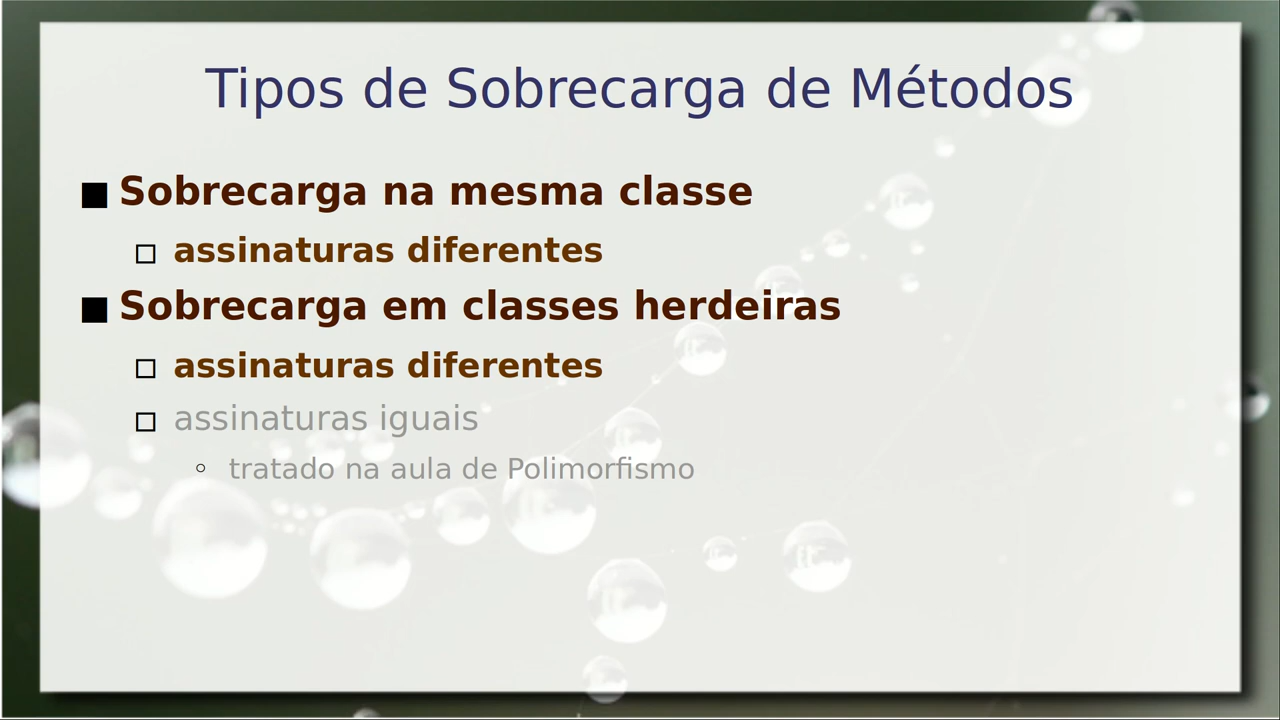 Tipos de Sobrecarga de Métodos
Sobrecarga na mesma classe
assinaturas diferentes
Sobrecarga em classes herdeiras
assinaturas diferentes
assinaturas iguais
tratado na aula de Polimorfismo